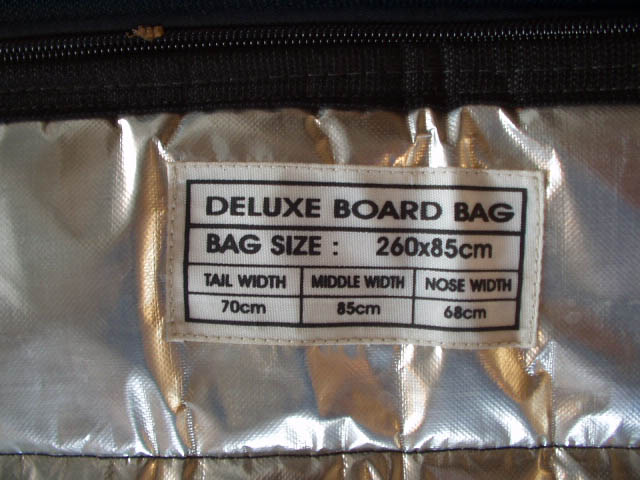 DELUXE BOARD BAG
BAG SIZE : 260x85cm
TAIL WIDTH MIDDLE WIDTH NOSE WIDTH
70cm 85cm 68cm